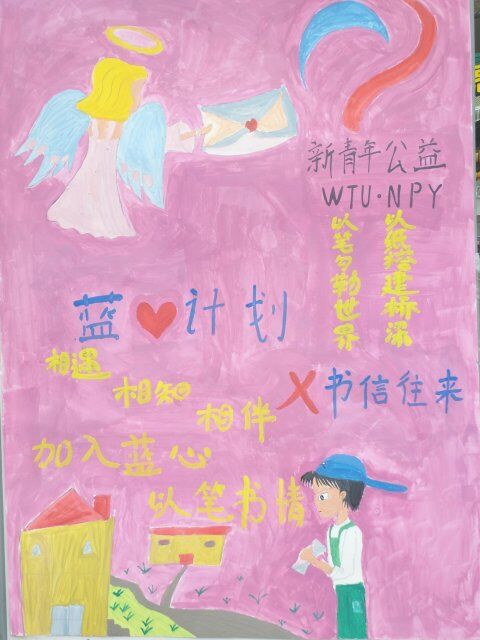 新青年公益
WTU·NPY
以纸搭建桥梁
以笔勾勒世界
蓝❤计划
X书信往来
相遇
相知
相伴
加入蓝心
以笔书情